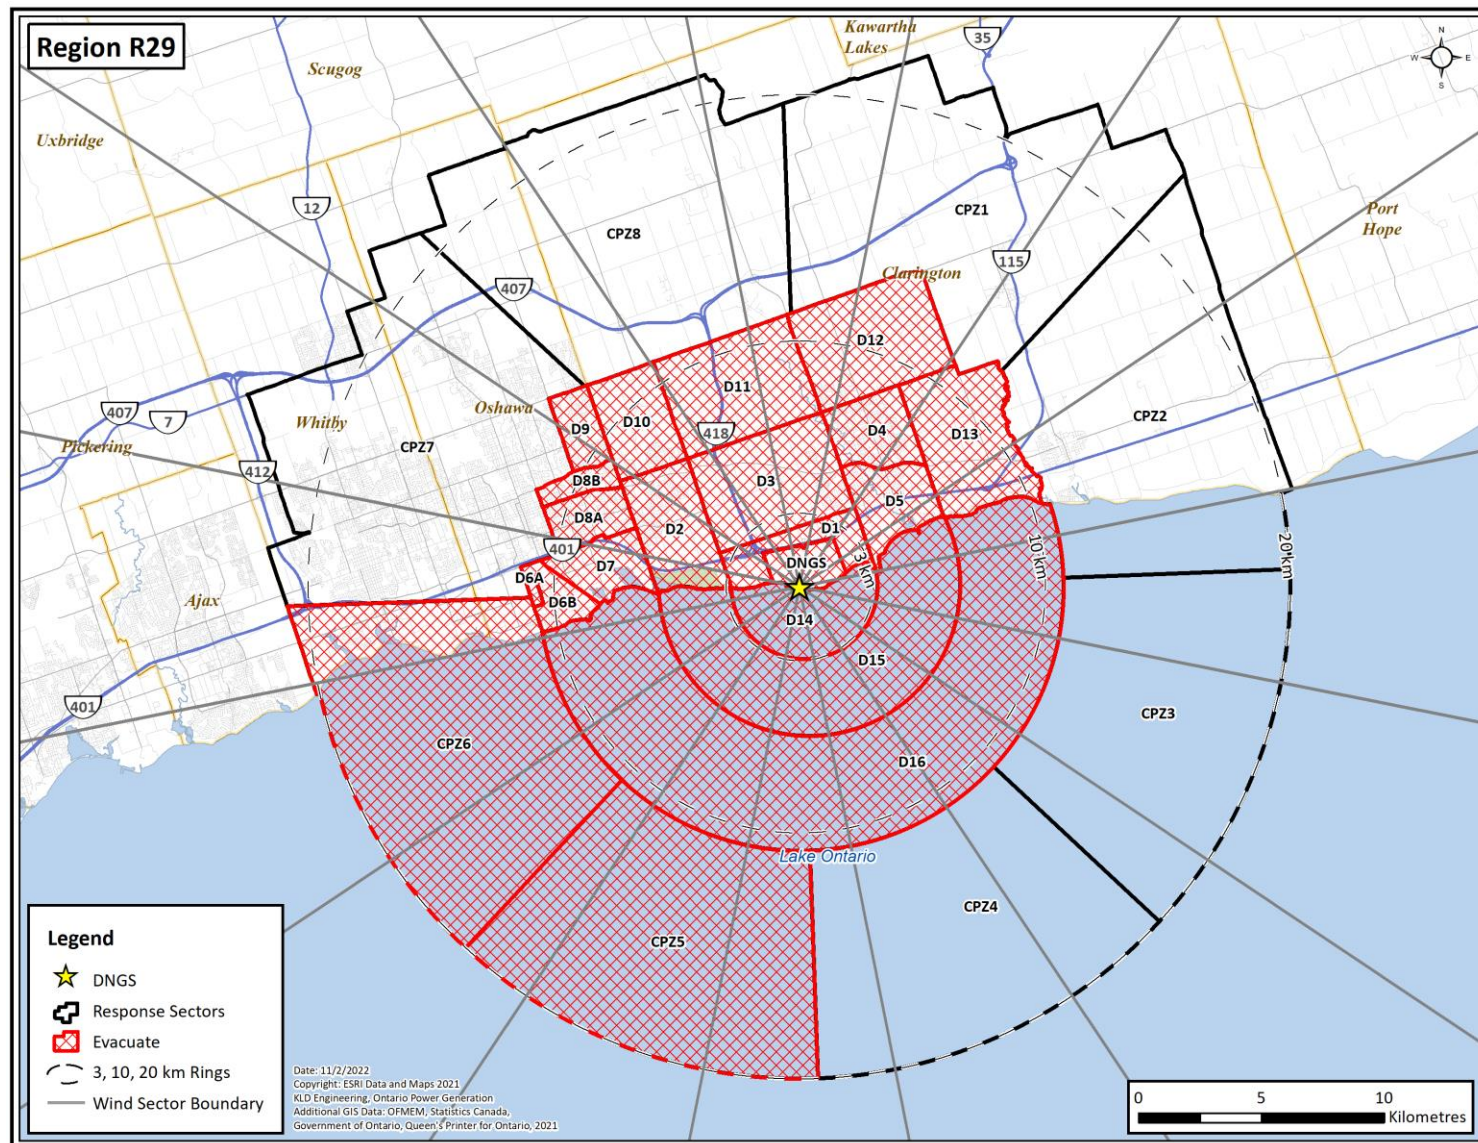 Region R29
Kawartha
Lakes
35
N
W
E
S
Scugog
Uxbridge
12
CPZ8
CPZ1
Port
Hope
115
407
Clarington
D12
D11
407
7
Whitby
Oshawa
D9
D10
418
D4
D13
CPZ2
Pickering
412
CPZ7
D8B
D3
D8A
D2
D1
D5
401
D7
DNGS
3 km
10 km
20 km
D6A
D6B
Ajax
D14
D15
401
CPZ6
CPZ3
D16
Lake Ontario
CPZ5
CPZ4
Legend
DNGS
Response Sectors
Evacuate
3, 10, 20 km Rings
Wind Sector Boundary
Date: 11/2/2022
Copyright: ESRI Data and Maps 2021
KLD Engineering, Ontario Power Generation
Additional GIS Data: OFMEM, Statistics Canada,
Government of Ontario, Queen's Printer for Ontario, 2021
0 5 10
Kilometres